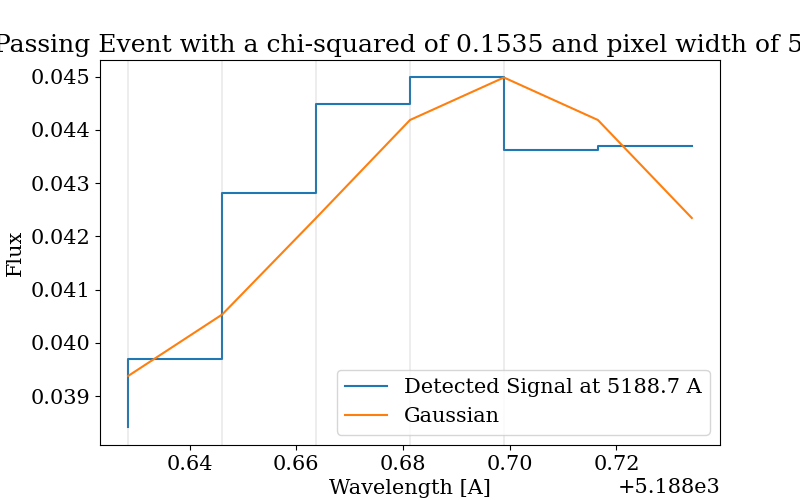 Passing Event with a chi-squared of 0.1535 and pixel width of 5
0.045
0.044
0.043
0.042
0.041
0.040
0.039
Flux
Detected Signal at 5188.7 A
Gaussian
0.64 0.66 0.68 0.70 0.72
Wavelength [A]
+5.188e3